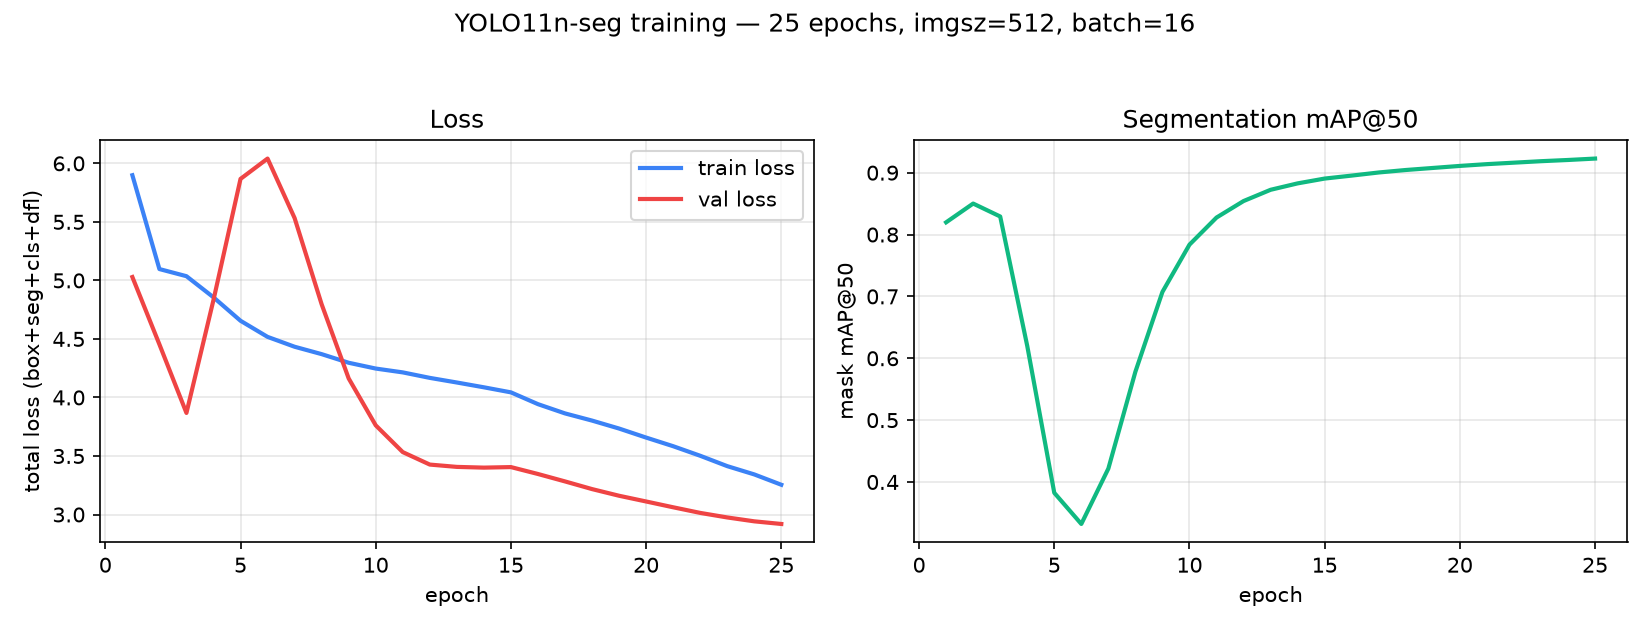 YOLO11n-seg training — 25 epochs, imgsz=512, batch=16
Loss
total loss (box+seg+cls+dfl)
6.0
5.5
5.0
4.5
4.0
3.5
3.0
train loss
val loss
0
5
10
15
20
25
epoch
Segmentation mAP@50
mask mAP@50
0.9
0.8
0.7
0.6
0.5
0.4
0
5
10
15
20
25
epoch